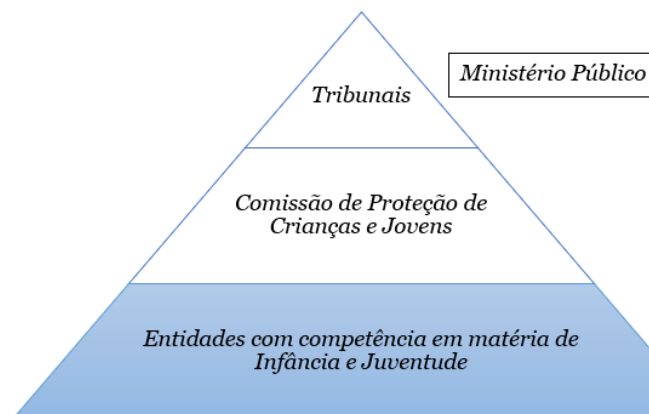 Tribunais
Ministério Público
Comissão de Proteção de
Crianças e Jovens
Entidades com competência em matéria de
Infância e Juventude